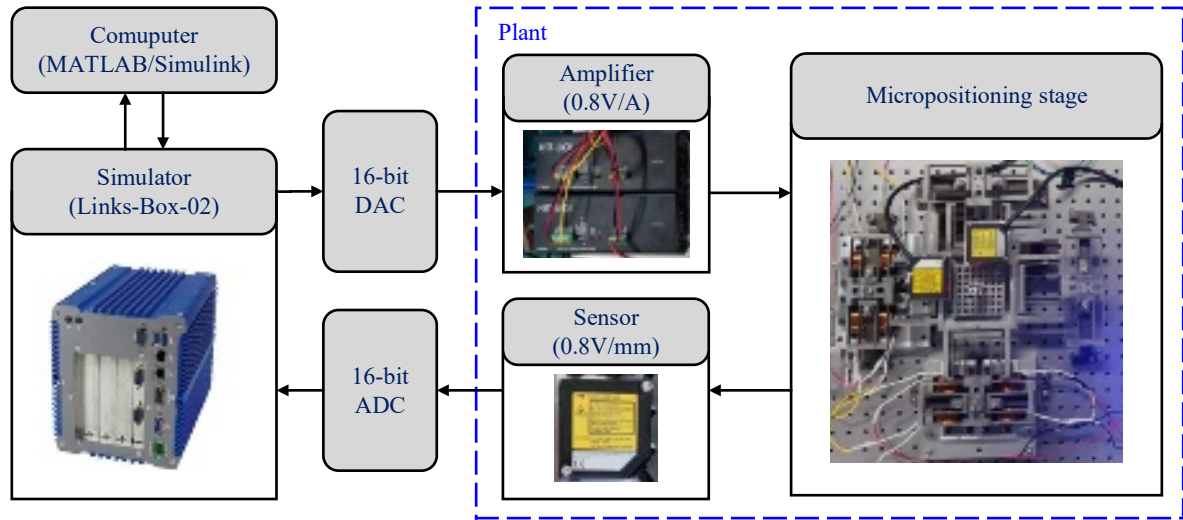 Comuputer
(MATLAB/Simulink)
Simulator
(Links-Box-02)
16-bit
DAC
16-bit
ADC
Plant
Amplifier
(0.8V/A)
Sensor
(0.8V/mm)
Micropositioning stage